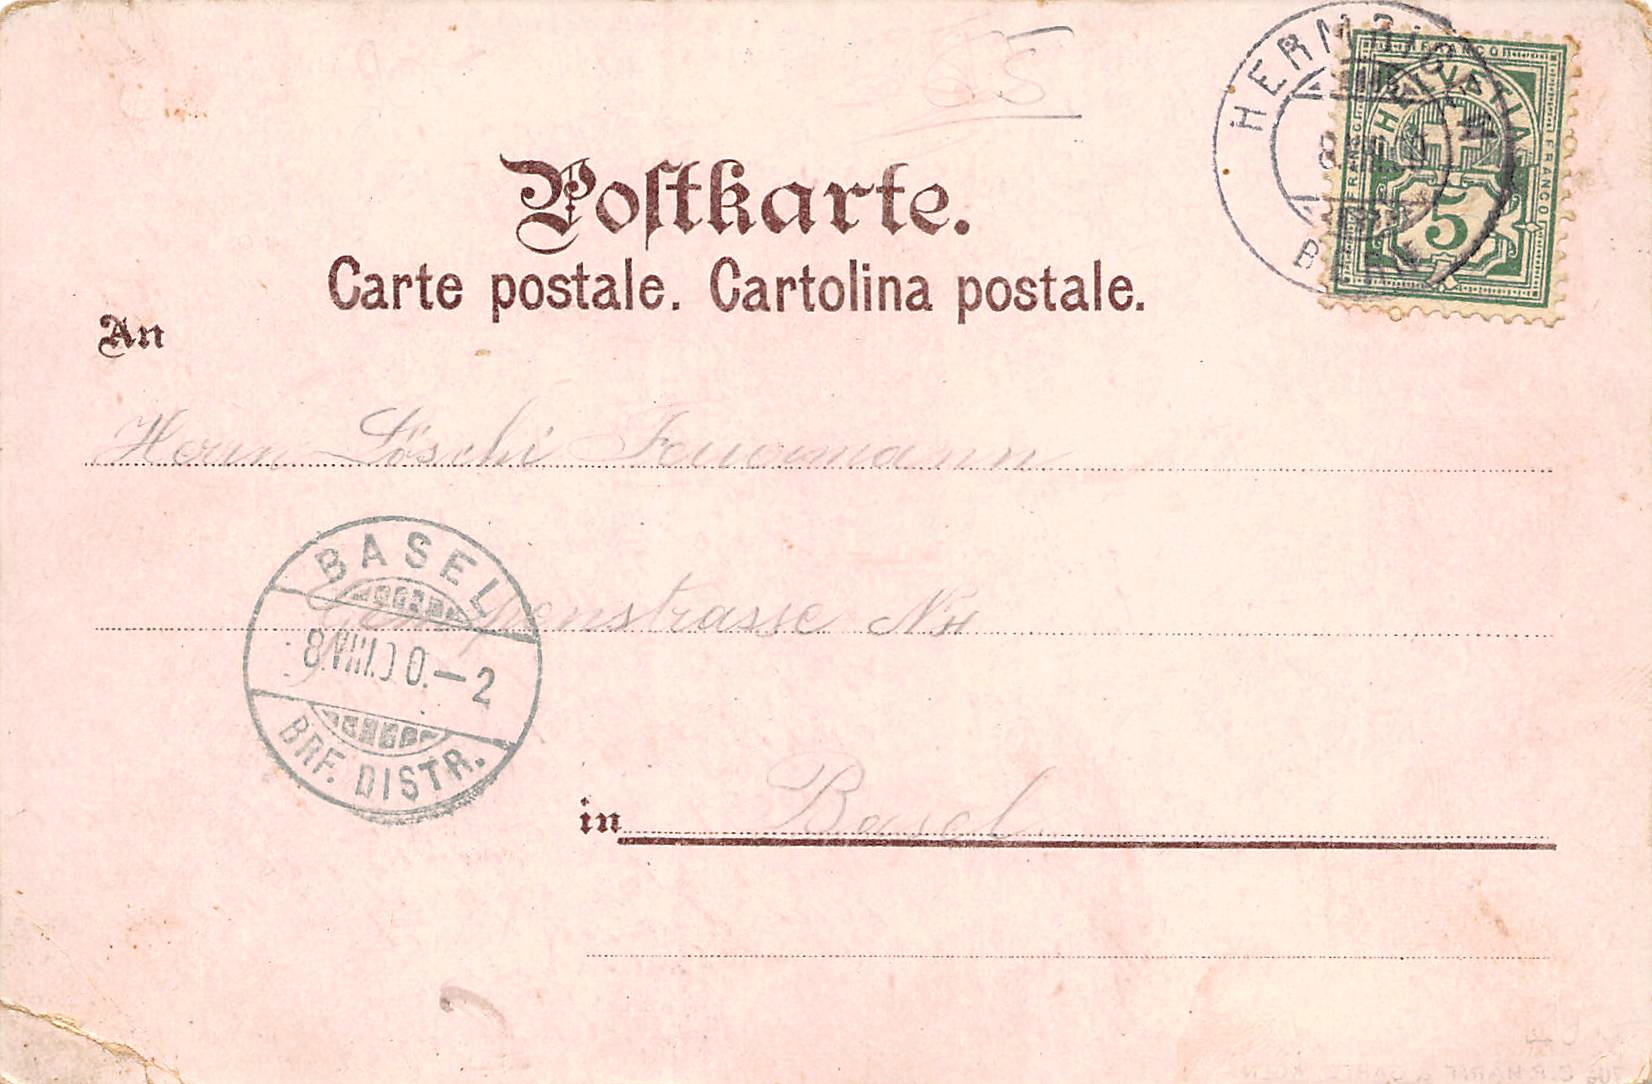 Postkarte.
Carte postale. Cartolina postale.
An
HELVETIA
FRANCO
5
Herrn Löschi
BASEL
8.VIII.00.–2
BRF. DISTR.
in Basel